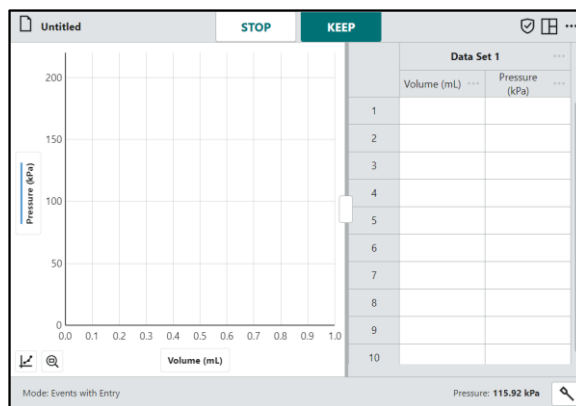 Untitled
STOP
KEEP
200
150
100
50
0
Pressure (kPa)
0.0 0.1 0.2 0.3 0.4 0.5 0.6 0.7 0.8 0.9 1.0
Volume (mL)
Data Set 1
Volume (mL)
Pressure
(kPa)
1
2
3
4
5
6
7
8
9
10
Mode: Events with Entry
Pressure: 115.92 kPa